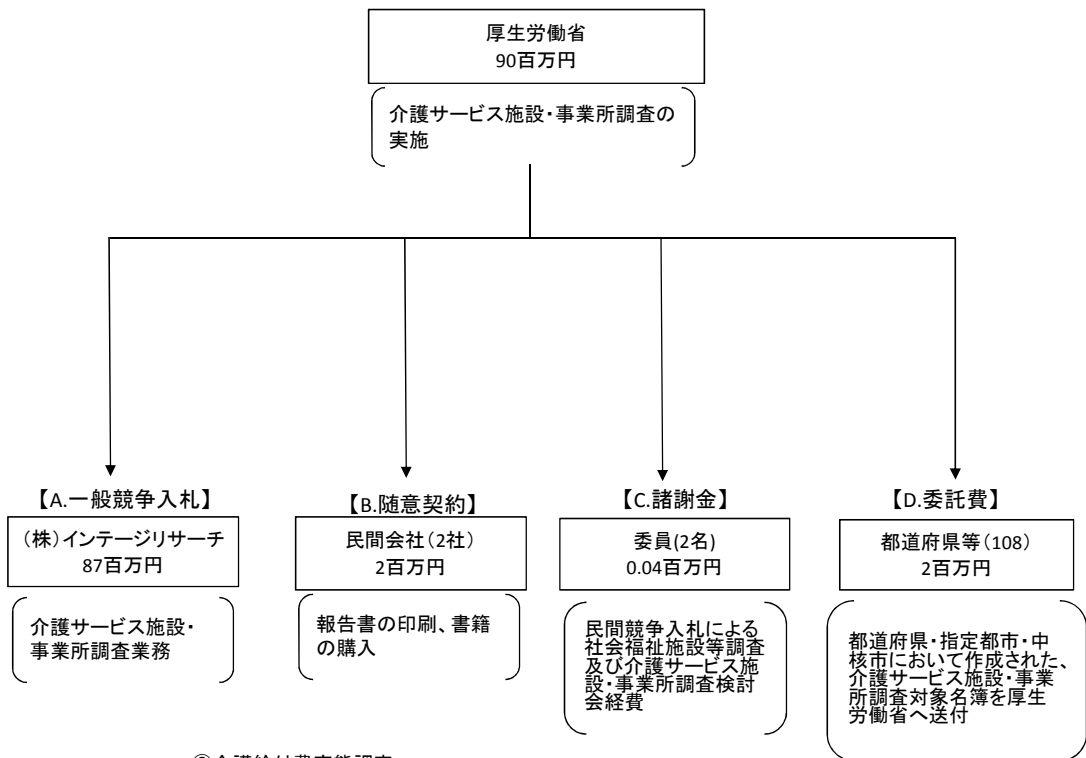 厚生労働省
90百万円
介護サービス施設・事業所調査の
実施
【A.一般競争入札】
(株)インテージリサーチ
87百万円
介護サービス施設・
事業所調査業務
【B.随意契約】
民間会社(2社)
2百万円
報告書の印刷、書籍
の購入
【C.諸謝金】
委員(2名)
0.04百万円
民間競争入札による
社会福祉施設等調査
及び介護サービス施
設・事業所調査検討
会経費
【D.委託費】
都道府県等(108)
2百万円
都道府県・指定都市・中
核市において作成された、
介護サービス施設・事業
所調査対象名簿を厚生
労働省へ送付